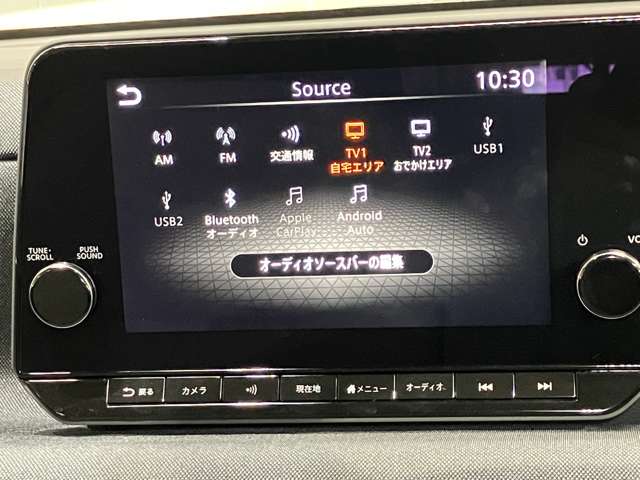 Source
10:30
AM
FM
交通情報
TV1
自宅エリア
TV2
おでかけエリア
USB1
USB2
Bluetooth
オーディオ
Apple
CarPlay
Android
Auto
オーディオソースバーの編集
TUNE・
SCROLL
PUSH
SOUND
VO
戻る
カメラ
現在地
メニュー
オーディオ